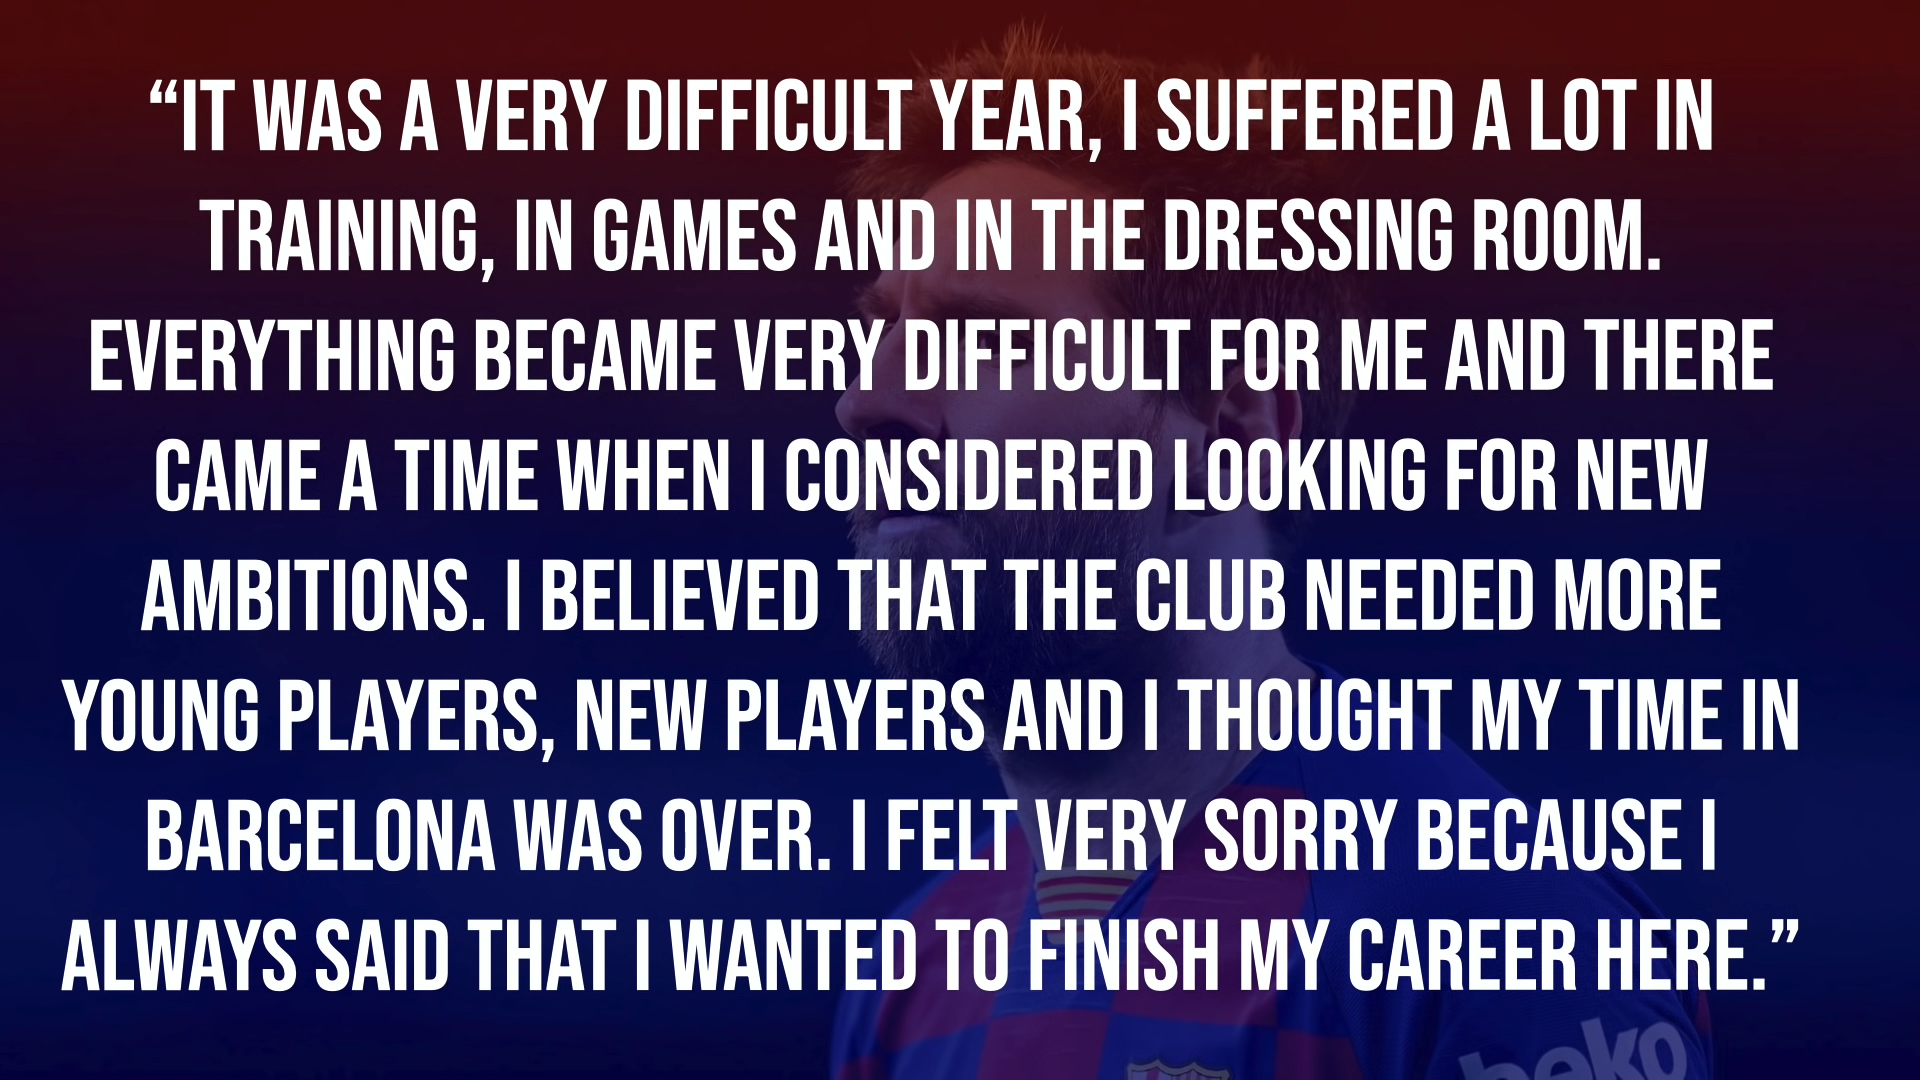 “IT WAS A VERY DIFFICULT YEAR, I SUFFERED A LOT IN
TRAINING, IN GAMES AND IN THE DRESSING ROOM.
EVERYTHING BECAME VERY DIFFICULT FOR ME AND THERE
CAME A TIME WHEN I CONSIDERED LOOKING FOR NEW
AMBITIONS. I BELIEVED THAT THE CLUB NEEDED MORE
YOUNG PLAYERS, NEW PLAYERS AND I THOUGHT MY TIME IN
BARCELONA WAS OVER. I FELT VERY SORRY BECAUSE I
ALWAYS SAID THAT I WANTED TO FINISH MY CAREER HERE.”
beko